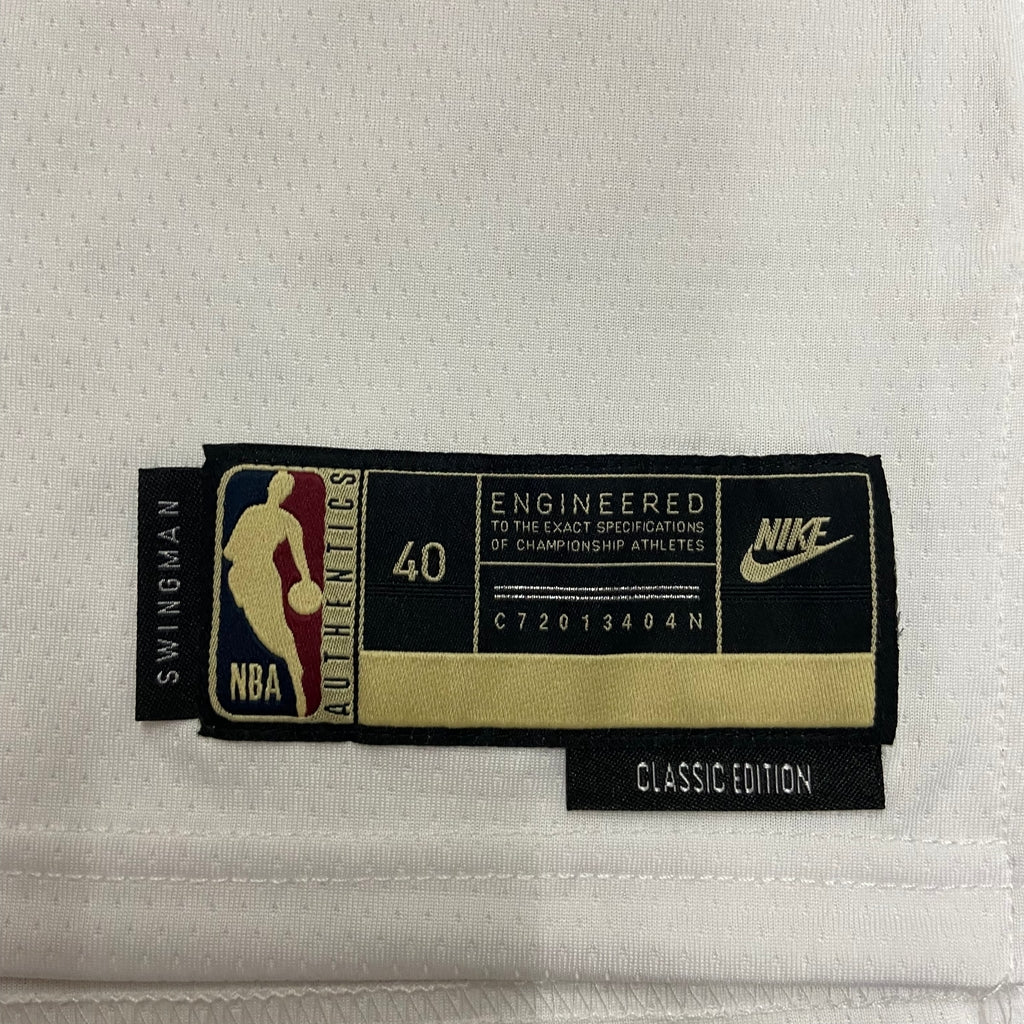 SWINGMAN
NBA
AUTHENTICS
40
ENGINEERED
TO THE EXACT SPECIFICATIONS
OF CHAMPIONSHIP ATHLETES
C72013404N
NIKE
CLASSIC EDITION